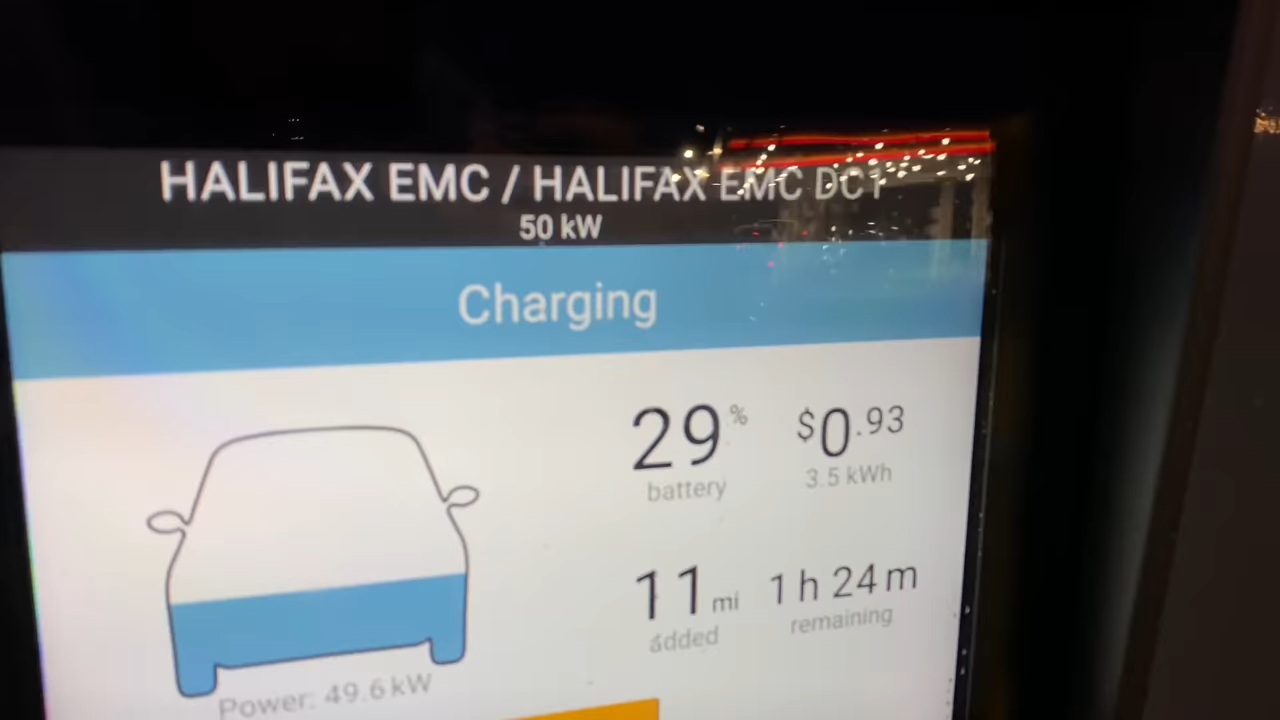 HALIFAX EMC / HALIFAX EMC DC1
50 kW
Charging
29 % $0.93
battery 3.5 kWh
11 mi 1 h 24 m
added remaining
Power: 49.6 kW